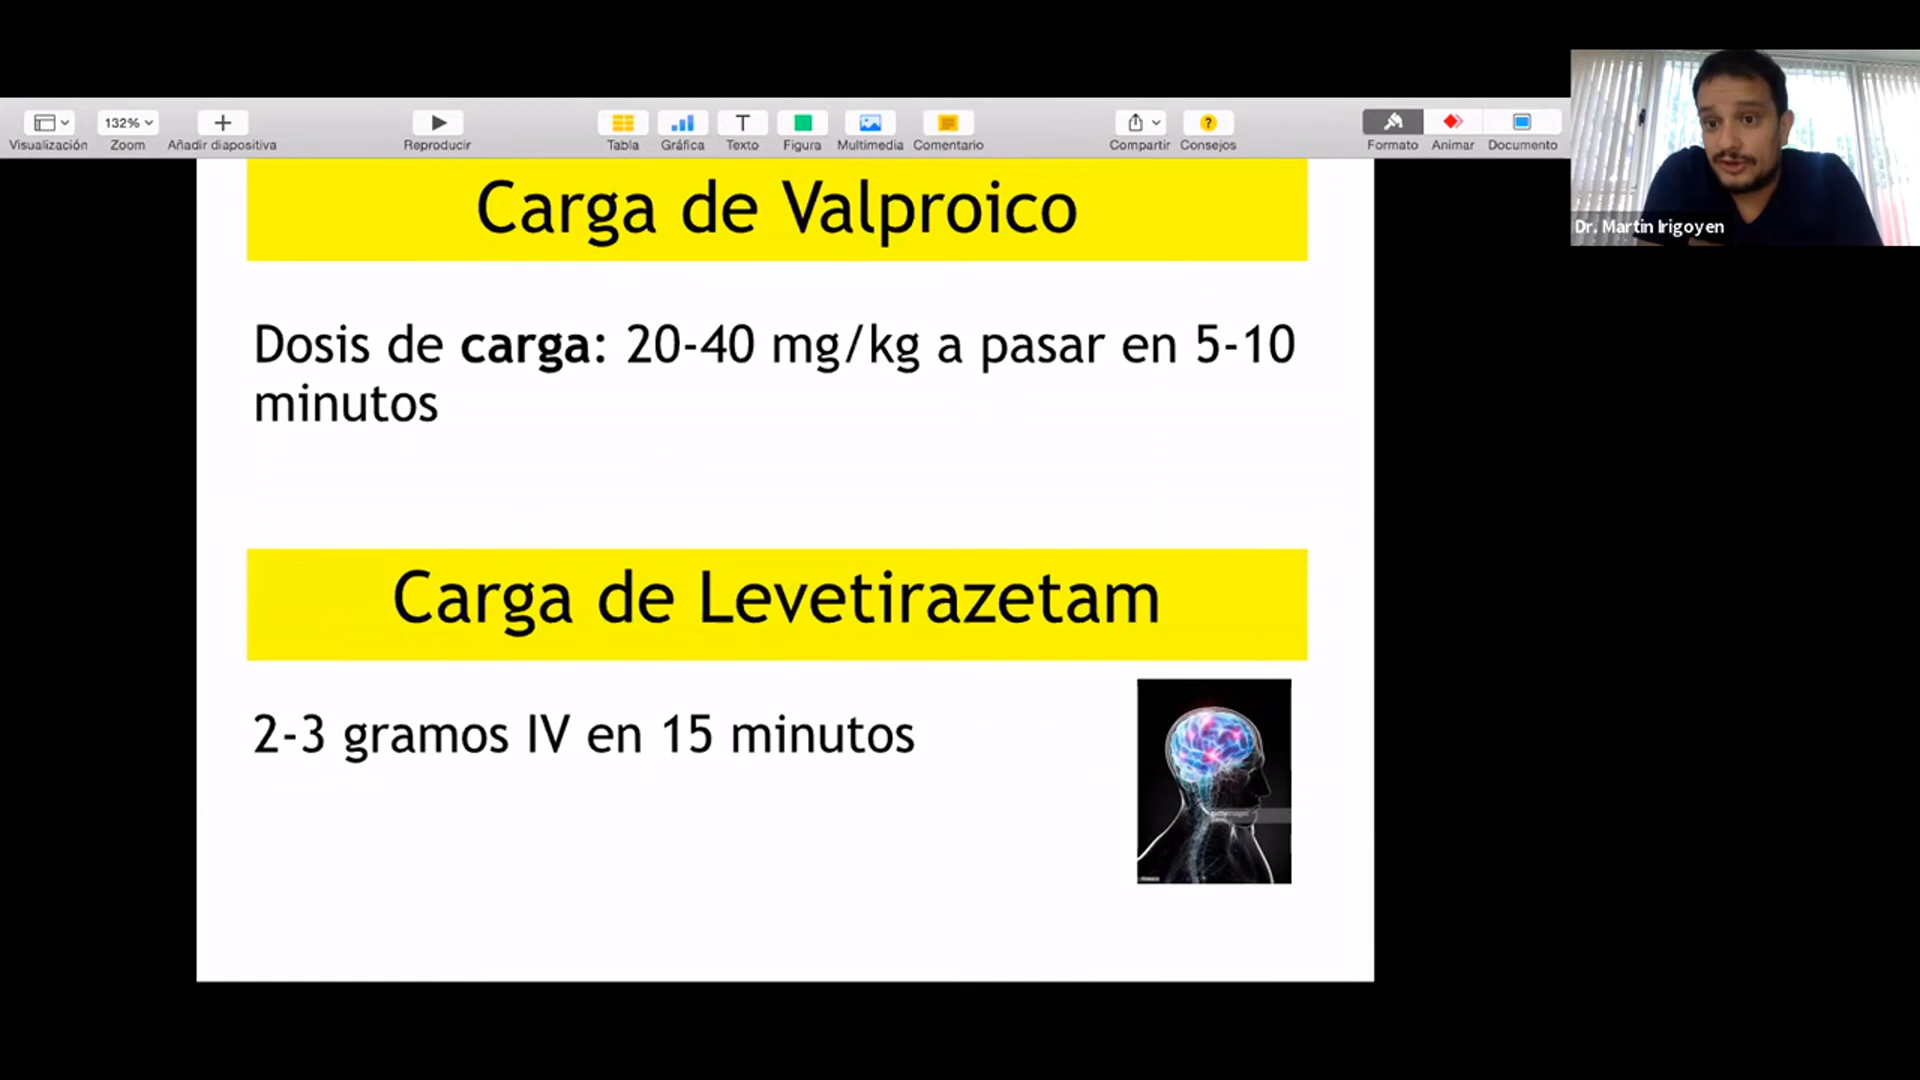 132%
Visualización
Zoom
Añadir diapositiva
Reproducir
Tabla
Gráfica
Texto
Figura
Multimedia
Comentario
Compartir
Consejos
Formato
Animar
Documento
Dr. Martin Irigoyen
Carga de Valproico
Dosis de carga: 20-40 mg/kg a pasar en 5-10
minutos
Carga de Levetirazetam
2-3 gramos IV en 15 minutos